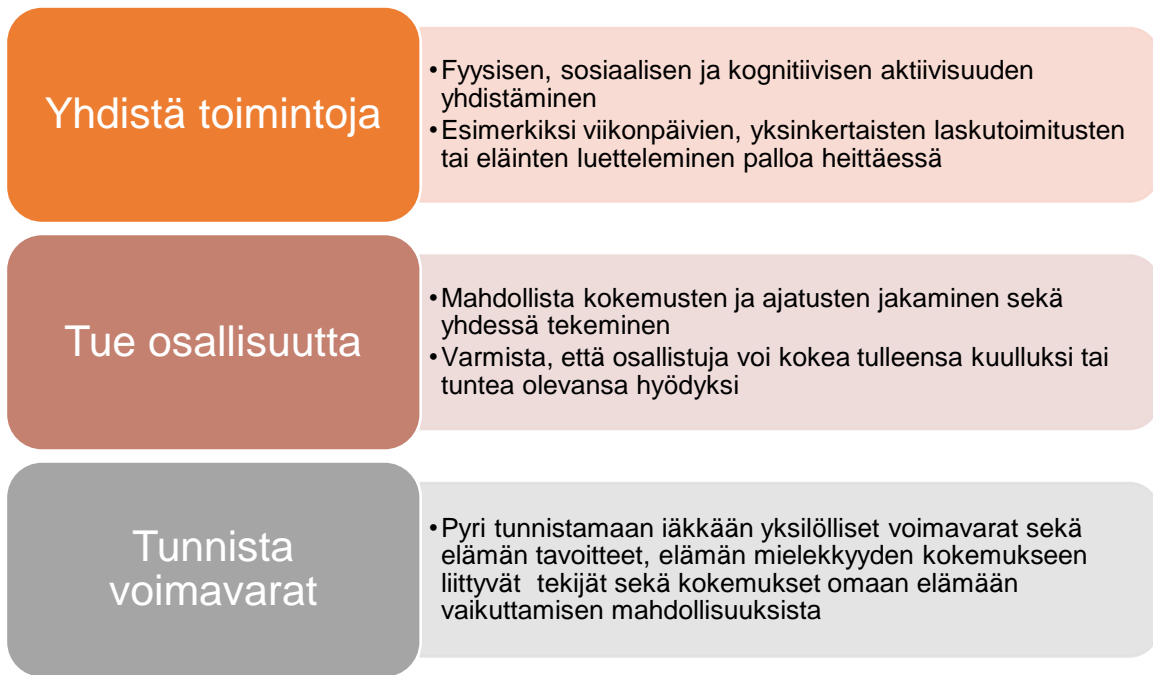 Yhdistä toimintoja
•Fyysisen, sosiaalisen ja kognitiivisen aktiivisuuden
yhdistäminen
•Esimerkiksi viikonpäivien, yksinkertaisten laskutoimitusten
tai eläinten luetteleminen palloa heittäessä
Tue osallisuutta
•Mahdollista kokemusten ja ajatusten jakaminen sekä
yhdessä tekeminen
•Varmista, että osallistuja voi kokea tulleensa kuulluksi tai
tuntea olevansa hyödyksi
Tunnista
voimavarat
•Pyri tunnistamaan iäkkään yksilölliset voimavarat sekä
elämän tavoitteet, elämän mielekkyyden kokemukseen
liittyvät  tekijät sekä kokemukset omaan elämään
vaikuttamisen mahdollisuuksista